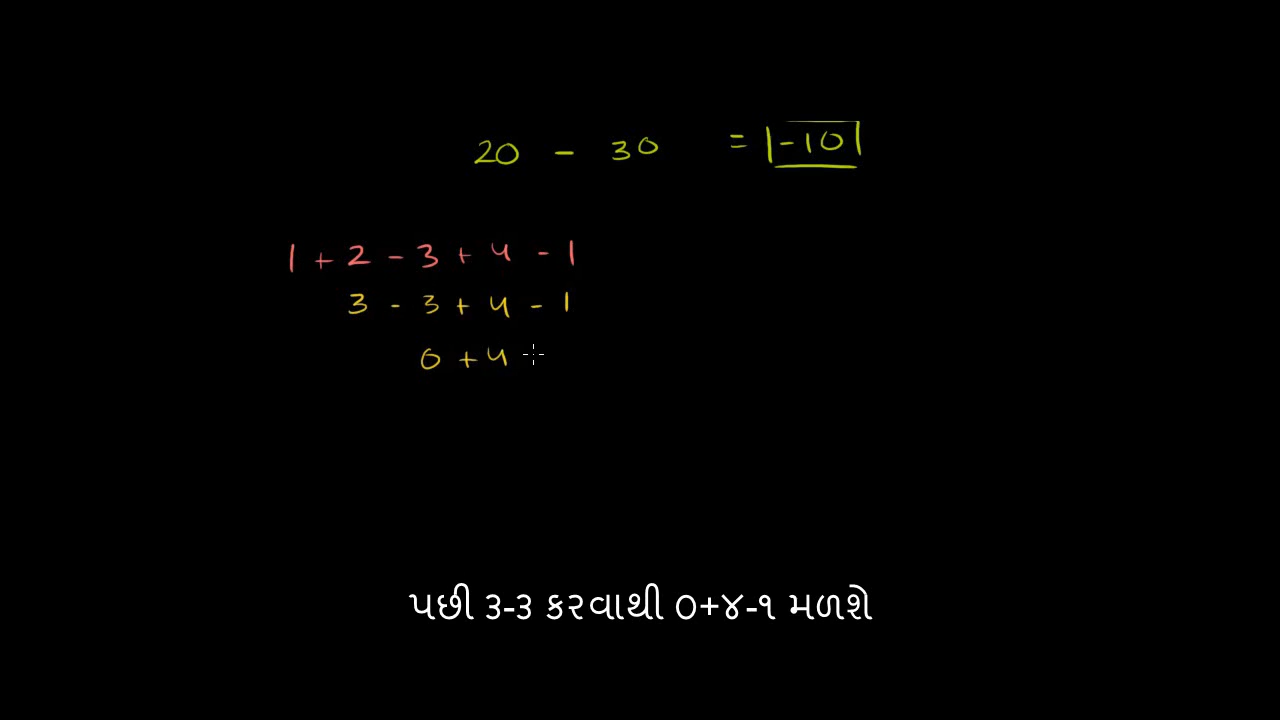 20 - 30 = |-10|
1 + 2 - 3 + 4 - 1
3 - 3 + 4 - 1
0 + 4
પછી ૩-૩ કરવાથી ૦+૪-૧ મળશે